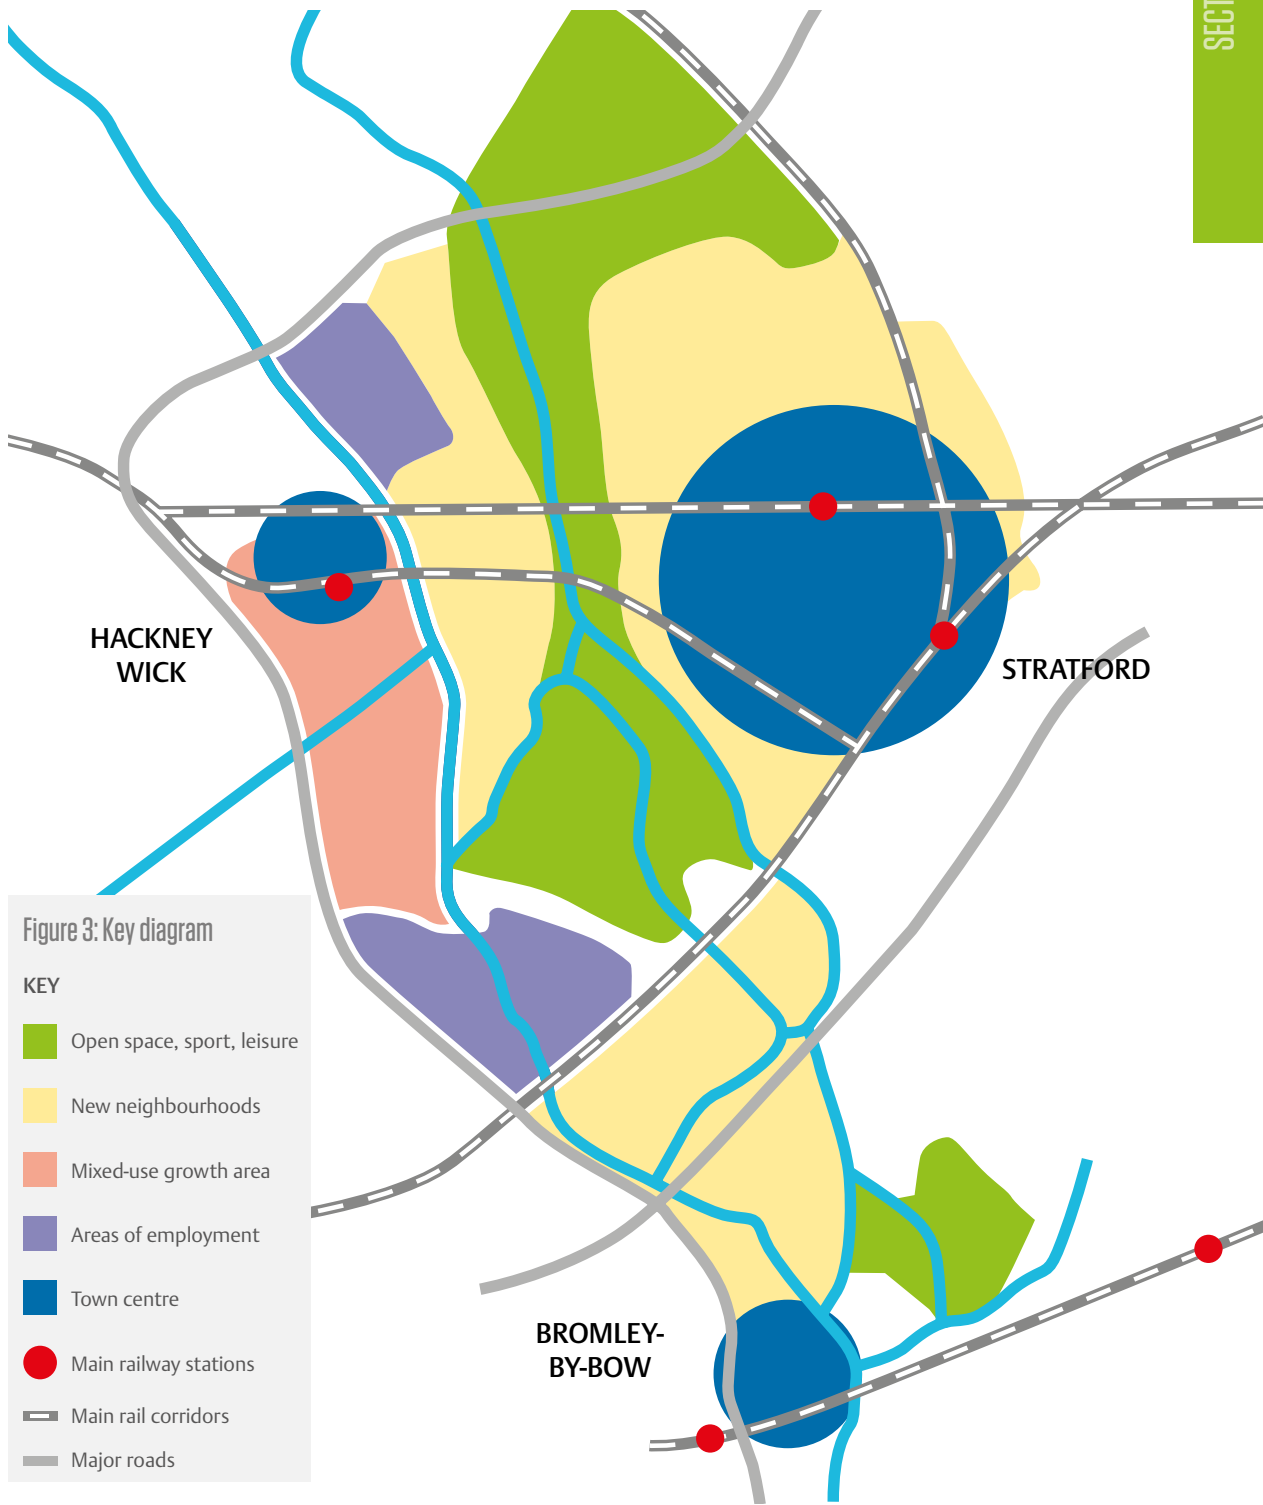 SECT
HACKNEY
WICK
STRATFORD
BROMLEY-
BY-BOW
Figure 3: Key diagram
KEY
Open space, sport, leisure
New neighbourhoods
Mixed-use growth area
Areas of employment
Town centre
Main railway stations
Main rail corridors
Major roads